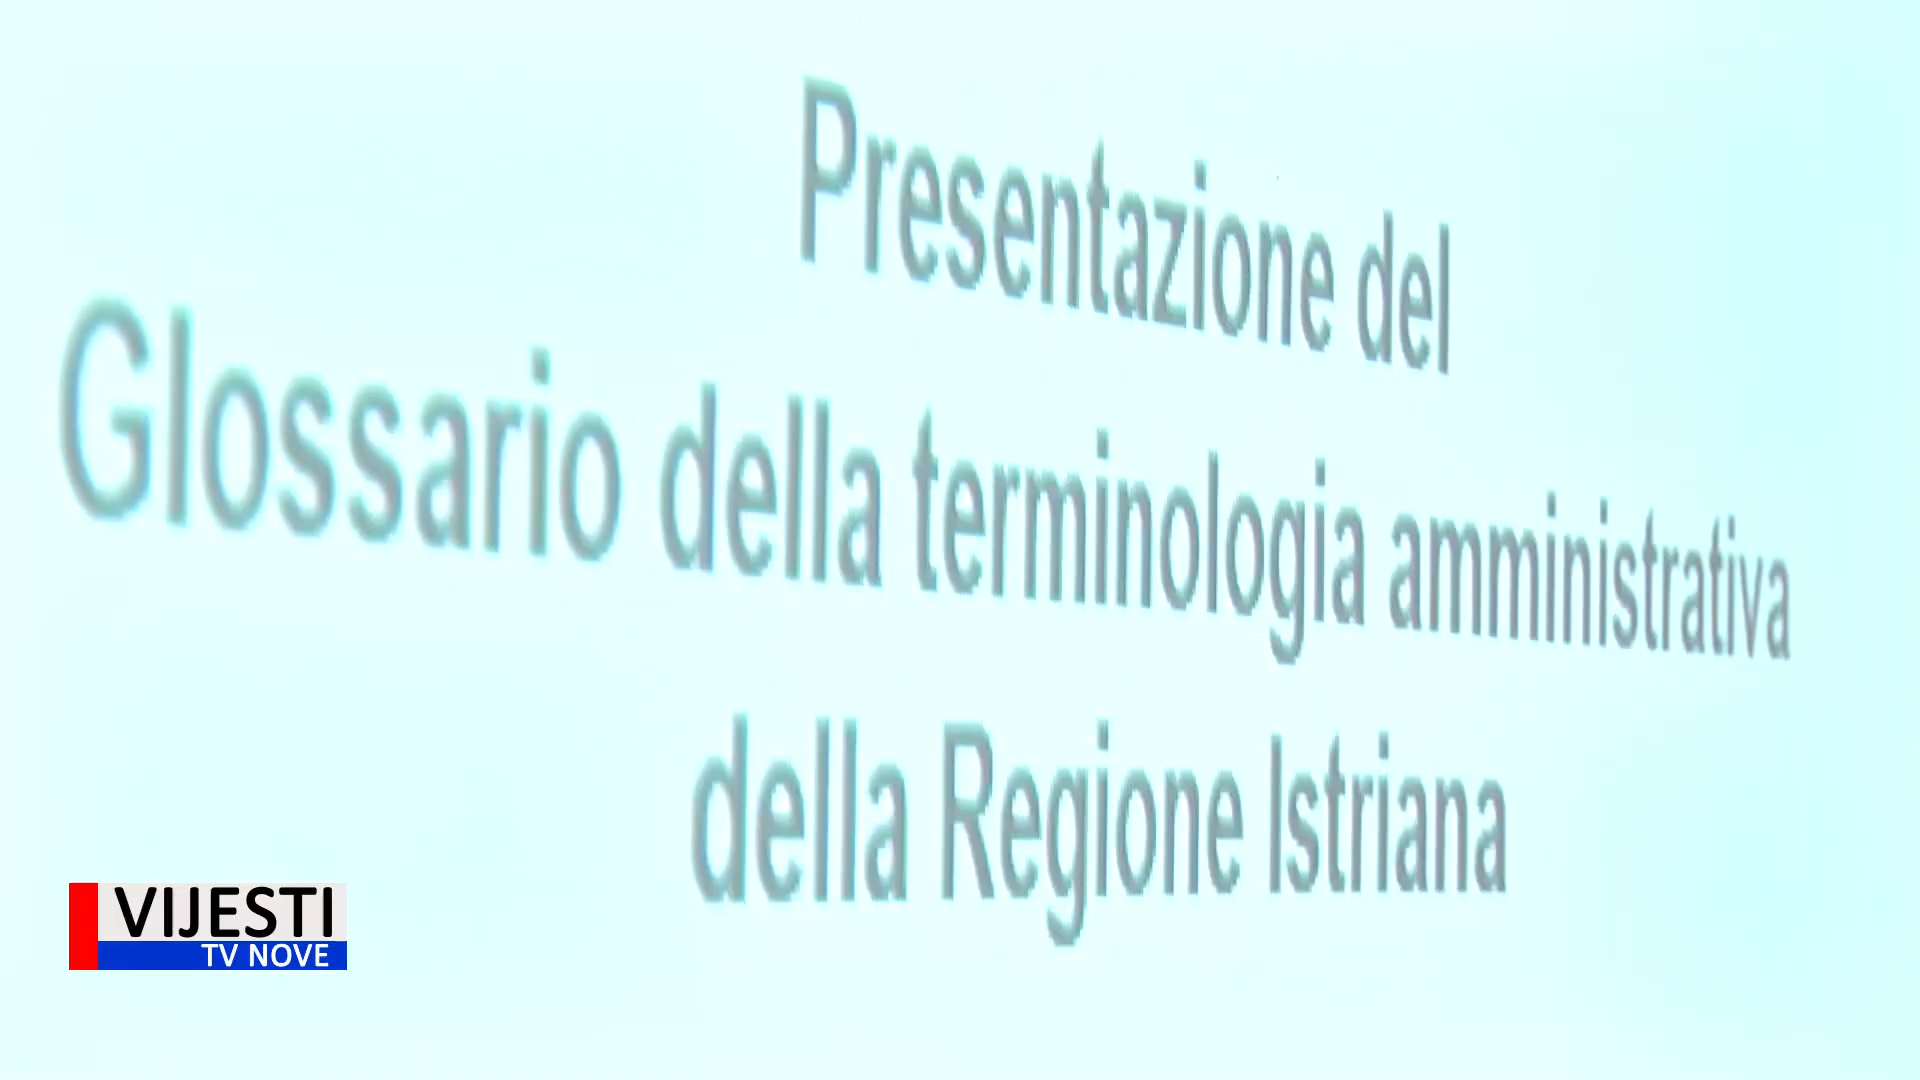 Presentazione del
Glossario della terminologia amministrativa
della Regione Istriana
VIJESTI
TV NOVE